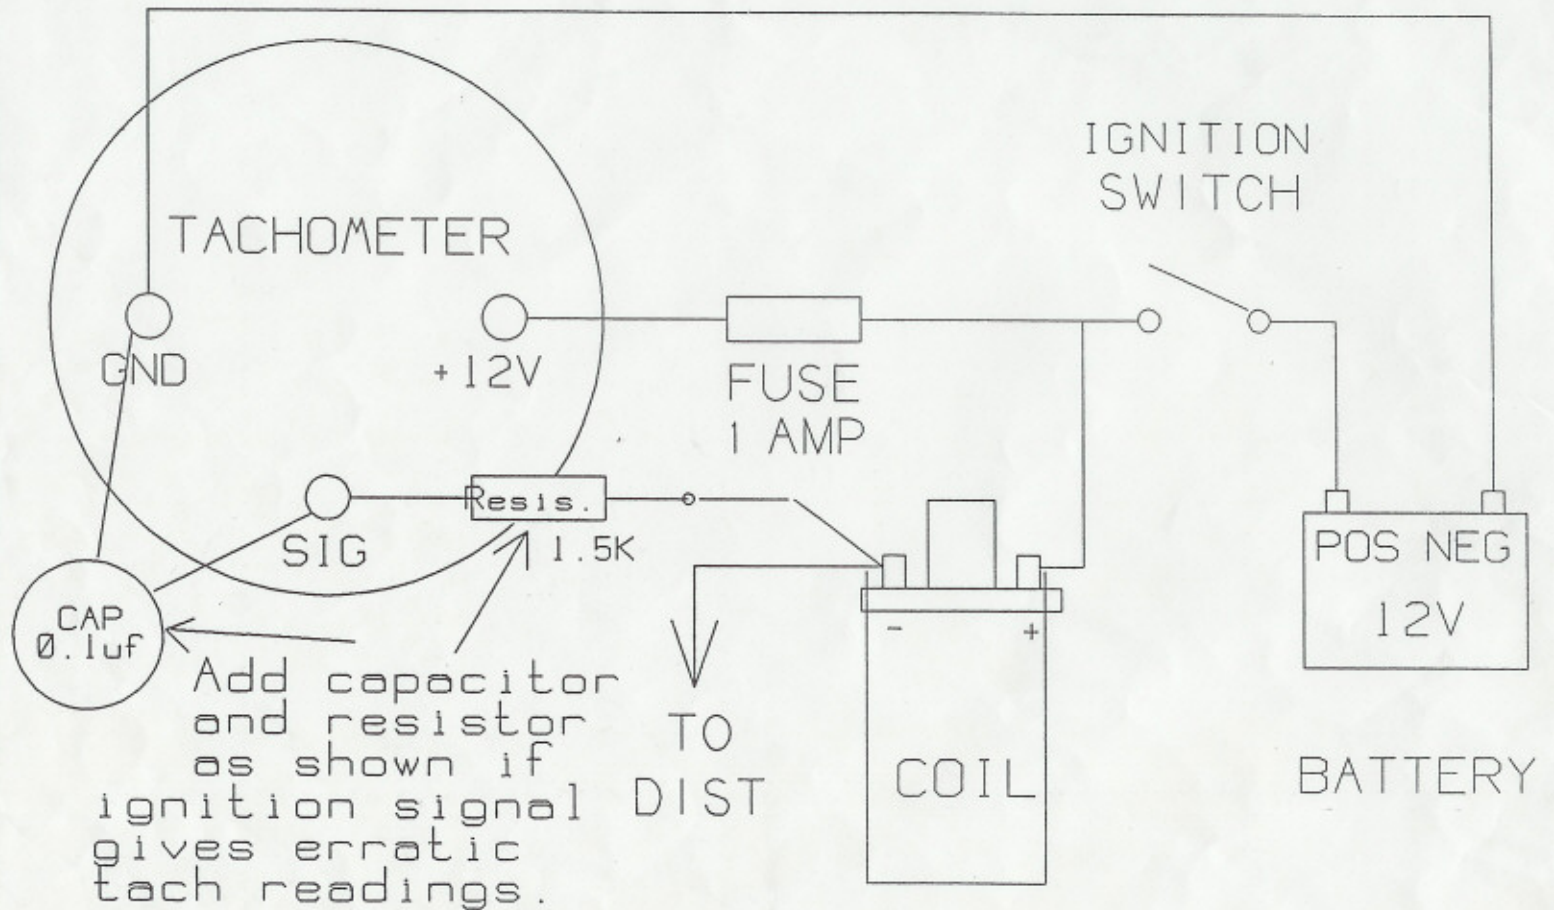 IGNITION
SWITCH
TACHOMETER
GND
+12V
FUSE
1 AMP
SIG
Resis.
1.5K
POS NEG
12V
BATTERY
CAP
0.1uf
- +
COIL
TO
DIST
Add capacitor
and resistor
as shown if
ignition signal
gives erratic
tach readings.